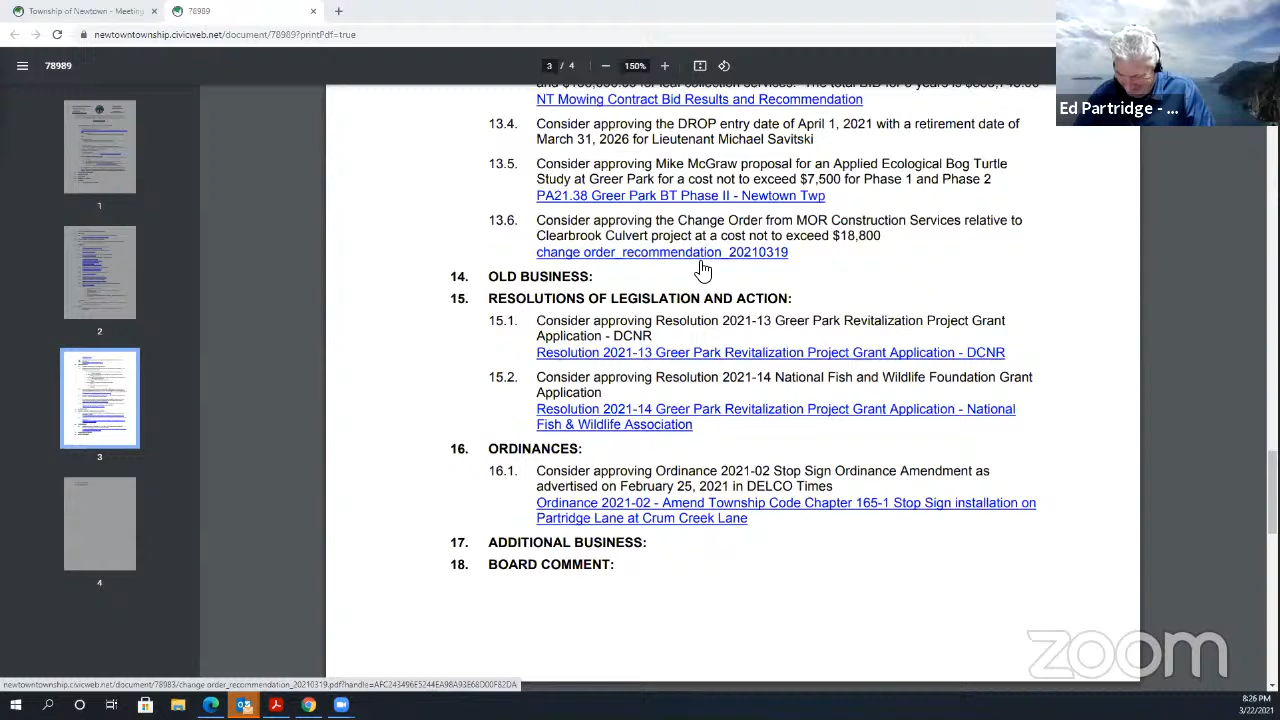 Township of Newtown - Meeting
78989
newtowntownship.civicweb.net/document/78989?printPdf=true
78989
3 / 4
150%
Ed Partridge - ...
NT Mowing Contract Bid Results and Recommendation
13.4. Consider approving the DROP entry date of April 1, 2021 with a retirement date of
March 31, 2026 for Lieutenant Michael Savitski
13.5. Consider approving Mike McGraw proposal for an Applied Ecological Bog Turtle
Study at Greer Park for a cost not to exceed $7,500 for Phase 1 and Phase 2
PA21.38 Greer Park BT Phase II - Newtown Twp
13.6. Consider approving the Change Order from MOR Construction Services relative to
Clearbrook Culvert project at a cost not to exceed $18,800
change order_recommendation_20210319
14. OLD BUSINESS:
15. RESOLUTIONS OF LEGISLATION AND ACTION:
15.1. Consider approving Resolution 2021-13 Greer Park Revitalization Project Grant
Application - DCNR
Resolution 2021-13 Greer Park Revitalization Project Grant Application - DCNR
15.2. Consider approving Resolution 2021-14 National Fish and Wildlife Foundation Grant
Application
Resolution 2021-14 Greer Park Revitalization Project Grant Application - National
Fish & Wildlife Association
16. ORDINANCES:
16.1. Consider approving Ordinance 2021-02 Stop Sign Ordinance Amendment as
advertised on February 25, 2021 in DELCO Times
Ordinance 2021-02 - Amend Township Code Chapter 165-1 Stop Sign installation on
Partridge Lane at Crum Creek Lane
17. ADDITIONAL BUSINESS:
18. BOARD COMMENT:
1
2
3
4
zoom
newtowntownship.civicweb.net/document/78983/change order_recommendation_20210319.pdf?handle=AFC243496E5244EA98A93E68D00F82DA
8:26 PM
3/22/2021